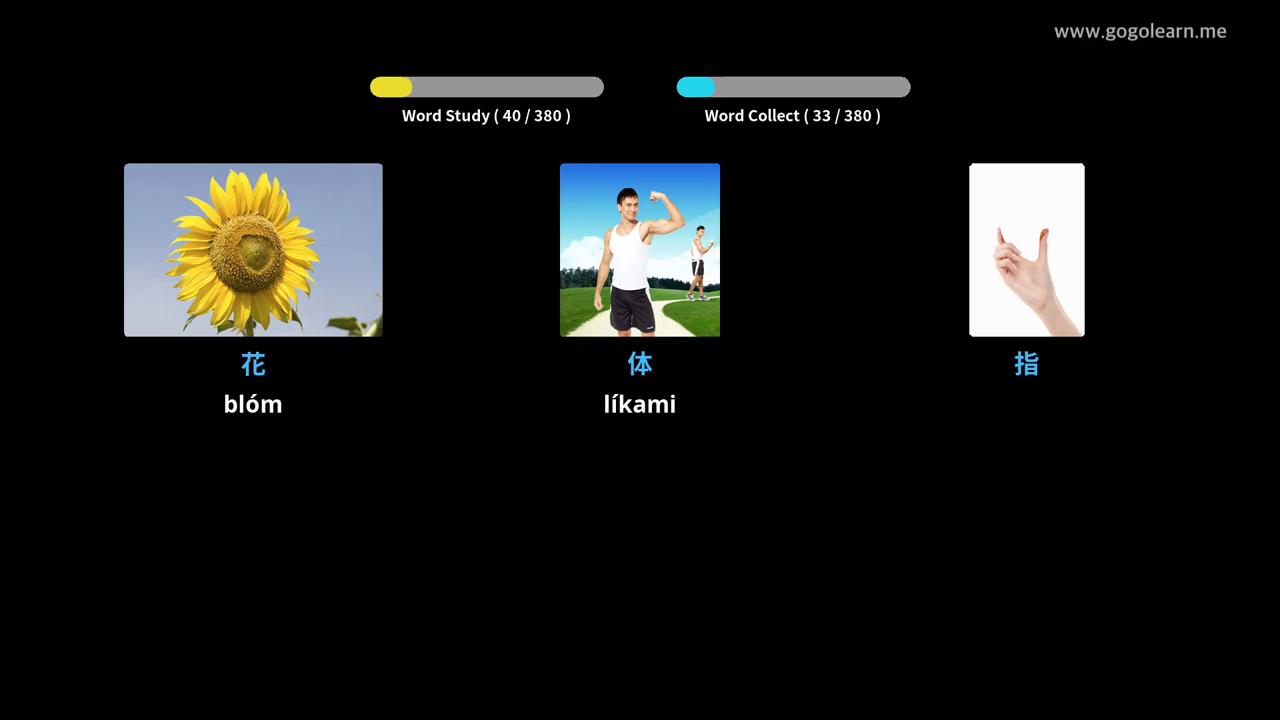 www.gogolearn.me
Word Study ( 40 / 380 )
Word Collect ( 33 / 380 )
花
体
指
blóm
líkami